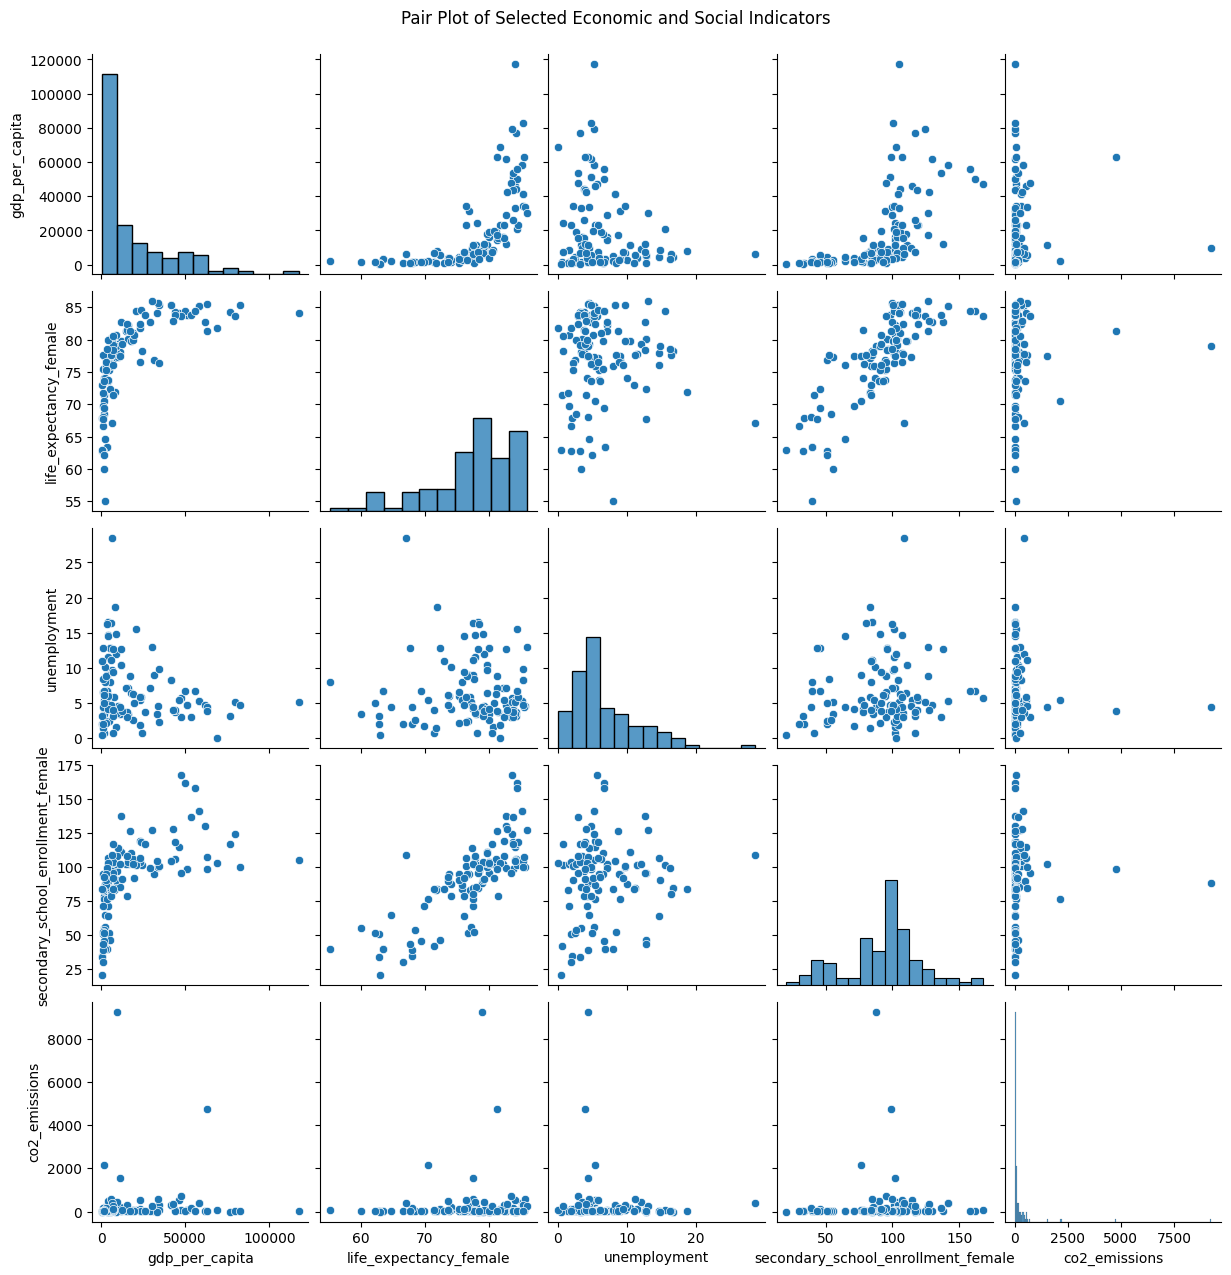 Pair Plot of Selected Economic and Social Indicators
120000
100000
80000
60000
40000
20000
0
gdp_per_capita
85
80
75
70
65
60
55
life_expectancy_female
25
20
15
10
5
0
unemployment
175
150
125
100
75
50
25
secondary_school_enrollment_female
8000
6000
4000
2000
0
co2_emissions
0 50000 100000
60 70 80
0 10 20
50 100 150
0 2500 5000 7500
gdp_per_capita
life_expectancy_female
unemployment
secondary_school_enrollment_female
co2_emissions